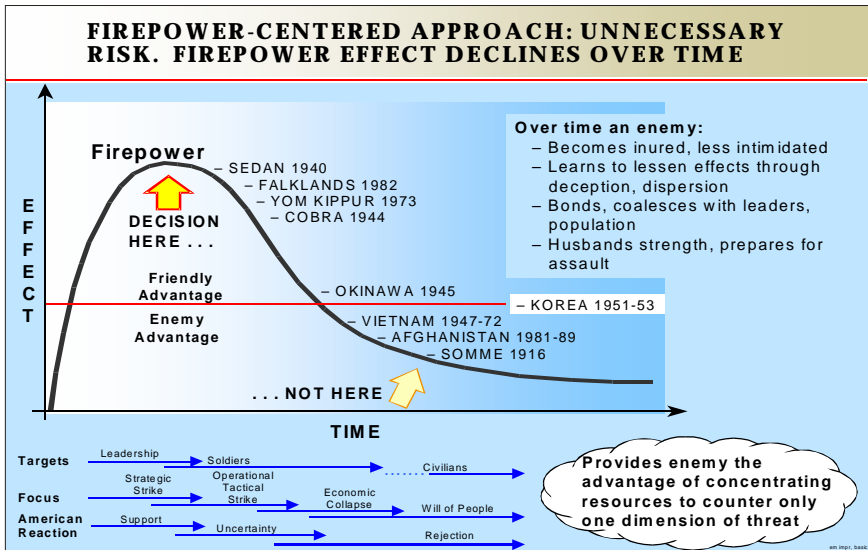 FIREPOWER-CENTERED APPROACH: UNNECESSARY
RISK. FIREPOWER EFFECT DECLINES OVER TIME
EFFECT
Firepower
DECISION
HERE . . .
Friendly
Advantage
Enemy
Advantage
– SEDAN 1940
– FALKLANDS 1982
– YOM KIPPUR 1973
– COBRA 1944
– OKINAWA 1945
– KOREA 1951-53
– VIETNAM 1947-72
– AFGHANISTAN 1981-89
– SOMME 1916
. . . NOT HERE
TIME
Over time an enemy:
– Becomes inured, less intimidated
– Learns to lessen effects through
deception, dispersion
– Bonds, coalesces with leaders,
population
– Husbands strength, prepares for
assault
Targets
Leadership
Soldiers
Civilians
Focus
Strategic
Strike
Operational
Tactical
Strike
Economic
Collapse
Will of People
American
Reaction
Support
Uncertainty
Rejection
Provides enemy the
advantage of concentrating
resources to counter only
one dimension of threat